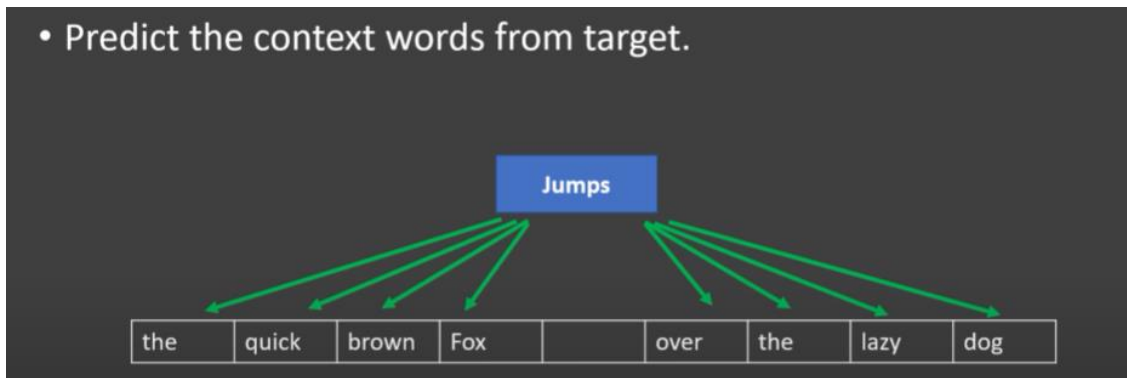 • Predict the context words from target.
Jumps
the quick brown Fox over the lazy dog